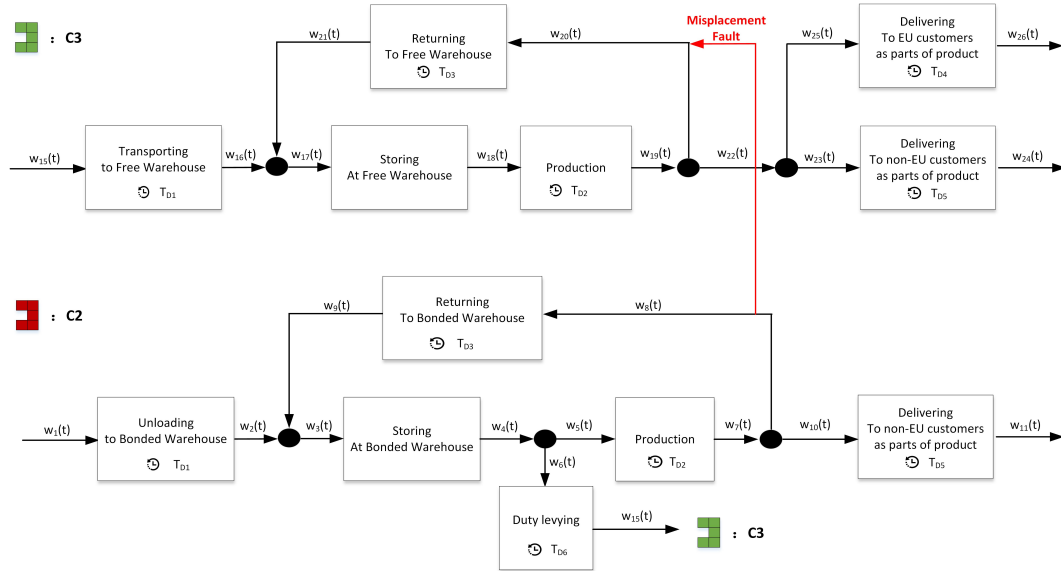 : C3
w21(t)
Returning
To Free Warehouse
TD3
w20(t)
Misplacement
Fault
w25(t)
Delivering
To EU customers
as parts of product
TD4
w26(t)
w15(t)
Transporting
to Free Warehouse
TD1
w16(t)
w17(t)
Storing
At Free Warehouse
w18(t)
Production
TD2
w19(t)
w22(t)
w23(t)
Delivering
To non-EU customers
as parts of product
TD5
w24(t)
: C2
w9(t)
Returning
To Bonded Warehouse
TD3
w8(t)
w1(t)
Unloading
to Bonded Warehouse
TD1
w2(t)
w3(t)
Storing
At Bonded Warehouse
w4(t)
w5(t)
Production
TD2
w7(t)
w10(t)
Delivering
To non-EU customers
as parts of product
TD5
w11(t)
w6(t)
Duty levying
TD6
w15(t)
: C3